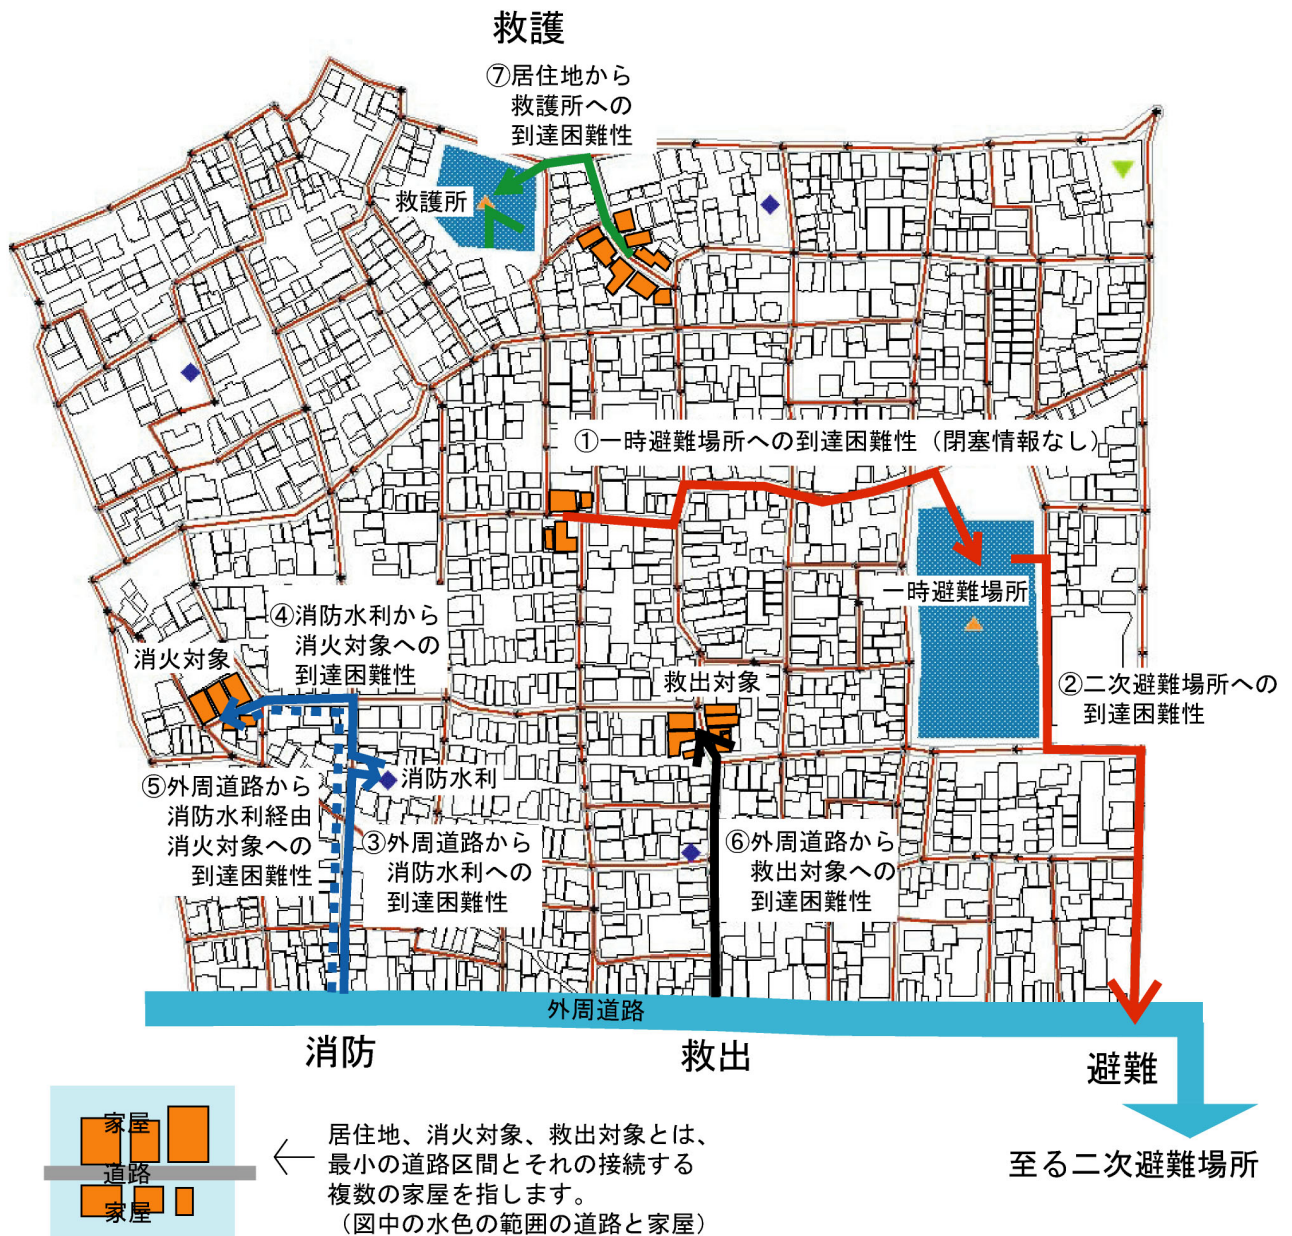 救護
⑦居住地から
救護所への
到達困難性
救護所
①一時避難場所への到達困難性（閉塞情報なし）
一時避難場所
④消防水利から
消火対象への
到達困難性
消火対象
救出対象
②二次避難場所への
到達困難性
⑤外周道路から
消防水利経由
消火対象への
到達困難性
消防水利
③外周道路から
消防水利への
到達困難性
⑥外周道路から
救出対象への
到達困難性
外周道路
消防
救出
避難
至る二次避難場所
家屋
道路
家屋
居住地、消火対象、救出対象とは、
最小の道路区間とそれの接続する
複数の家屋を指します。
（図中の水色の範囲の道路と家屋）